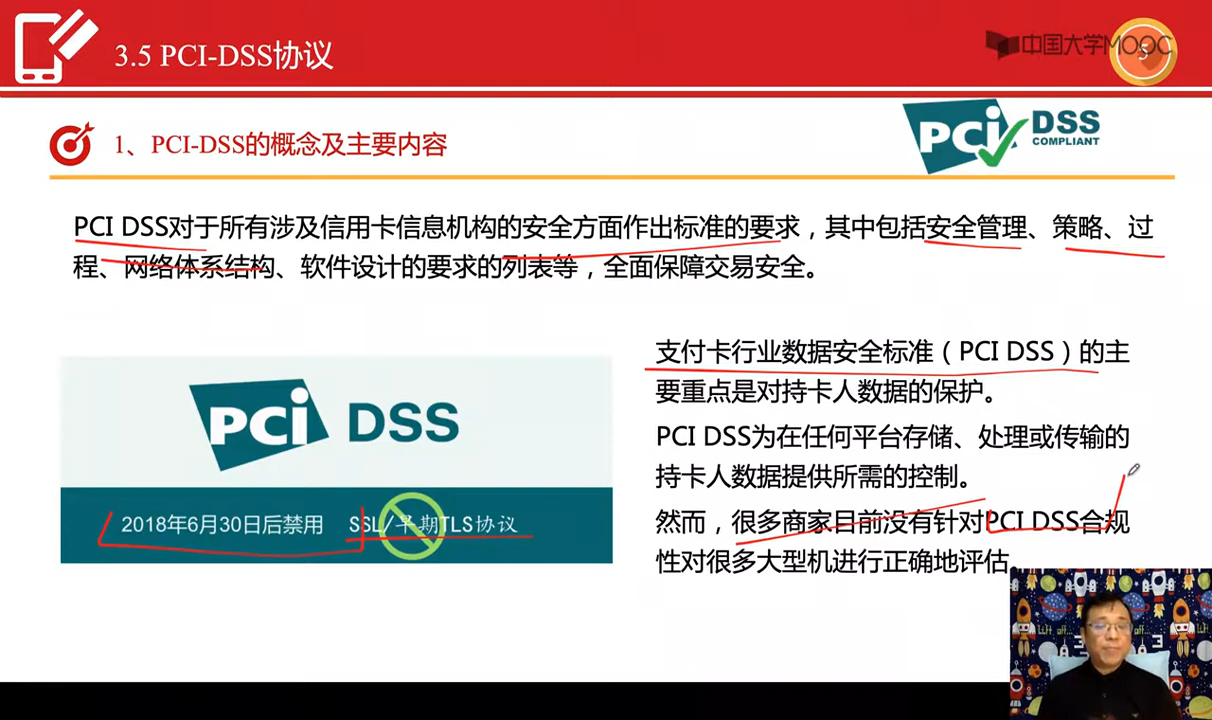 3.5 PCI-DSS协议
中国大学MOOC
5
1、PCI-DSS的概念及主要内容
PCi DSS
COMPLIANT
PCI DSS对于所有涉及信用卡信息机构的安全方面作出标准的要求，其中包括安全管理、策略、过
程、网络体系结构、软件设计的要求的列表等，全面保障交易安全。
PCi DSS
2018年6月30日后禁用 SSL/早期TLS协议
支付卡行业数据安全标准（PCI DSS）的主
要重点是对持卡人数据的保护。
PCI DSS为在任何平台存储、处理或传输的
持卡人数据提供所需的控制。
然而，很多商家目前没有针对PCI DSS合规
性对很多大型机进行正确地评估。